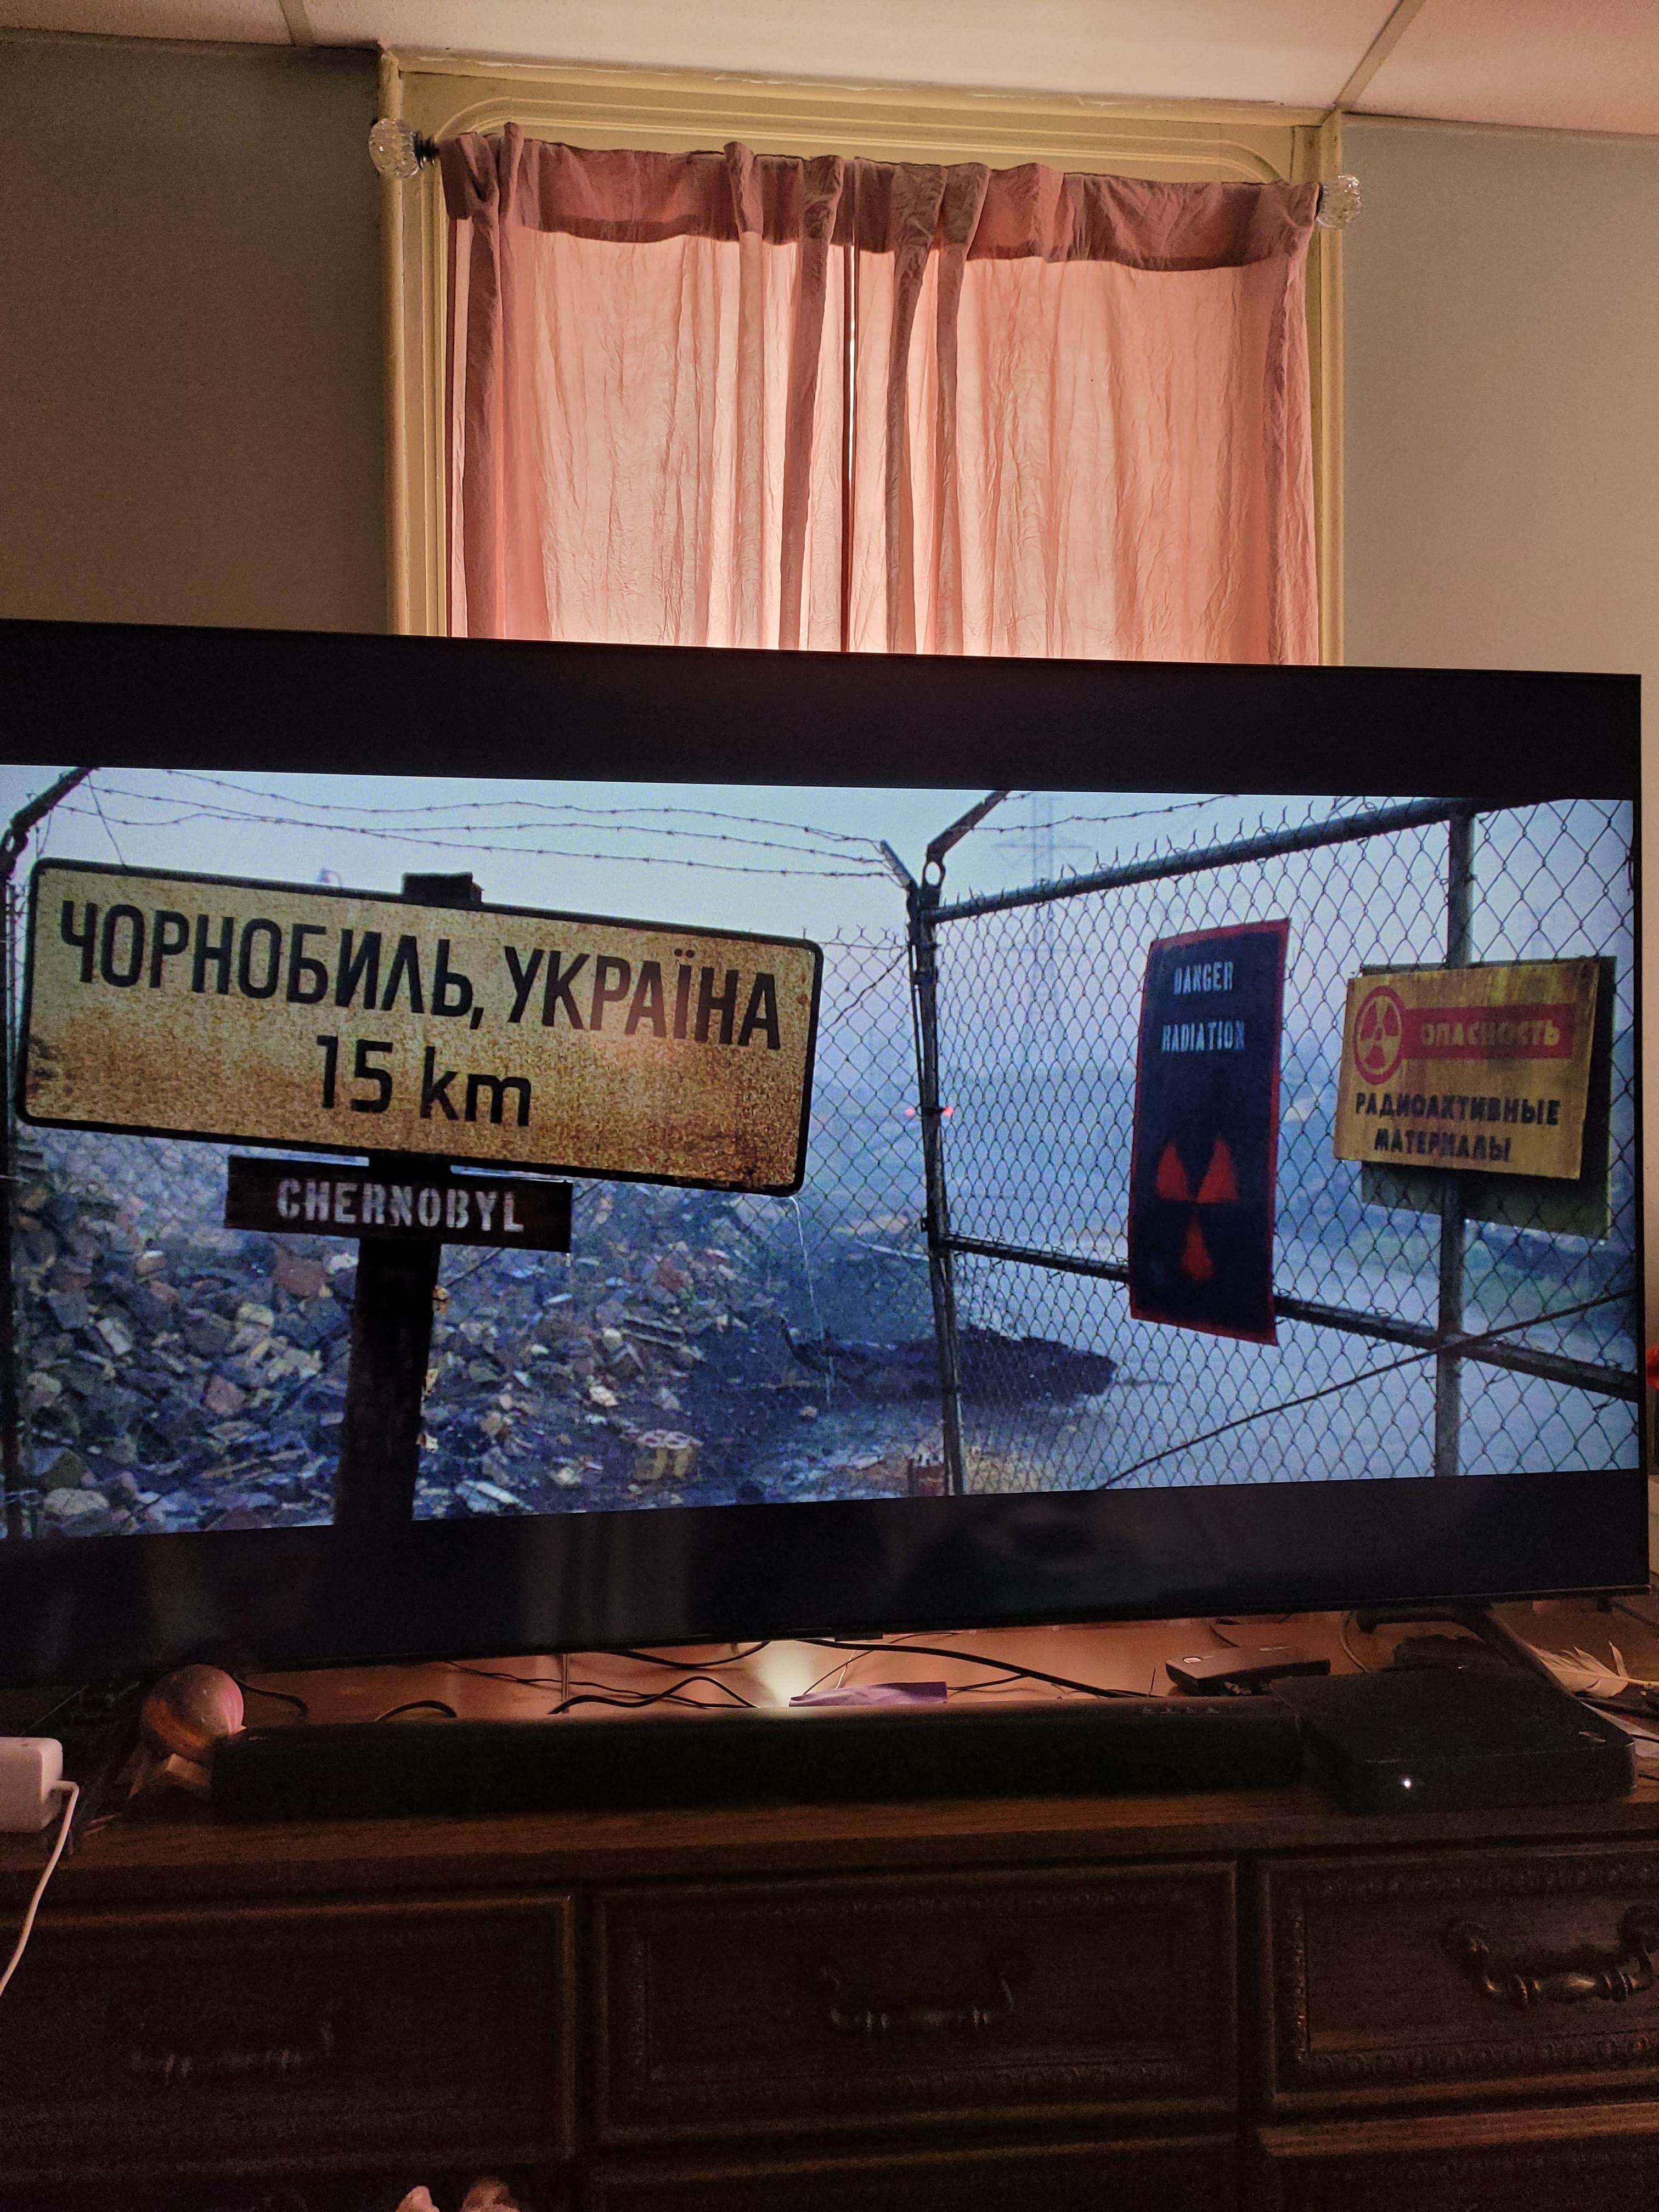 ЧОРНОБИЛЬ, УКРАЇНА
15 km
CHERNOBYL
DANGER
RADIATION
ОПАСНОСТЬ
РАДИОАКТИВНЫЕ
МАТЕРИАЛЫ